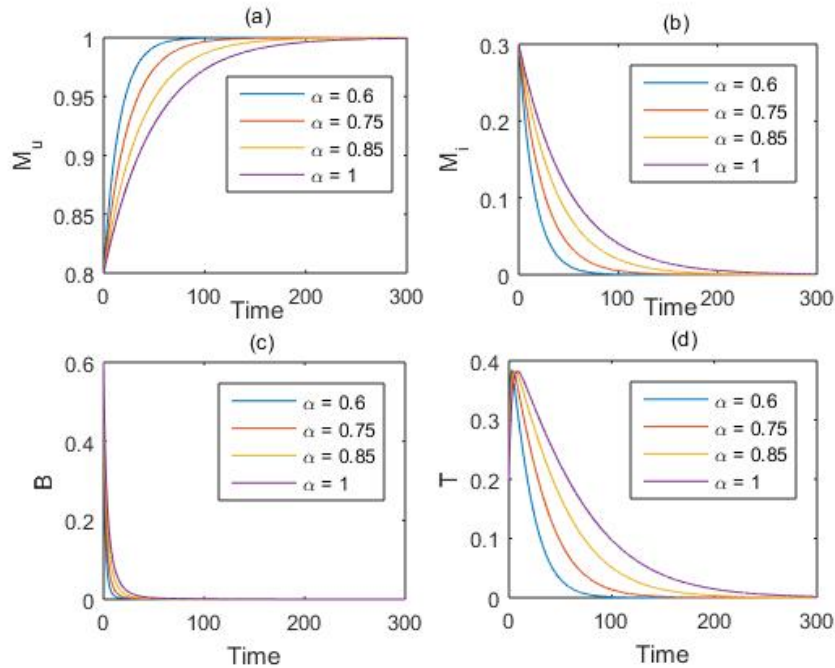 (a)
1
0.95
0.9
0.85
0.8
M_u
α = 0.6
α = 0.75
α = 0.85
α = 1
0 100 200 300
Time
(b)
0.3
0.2
0.1
0
M_i
α = 0.6
α = 0.75
α = 0.85
α = 1
0 100 200 300
Time
(c)
0.6
0.4
0.2
0
B
α = 0.6
α = 0.75
α = 0.85
α = 1
0 100 200 300
Time
(d)
0.4
0.3
0.2
0.1
0
T
α = 0.6
α = 0.75
α = 0.85
α = 1
0 100 200 300
Time